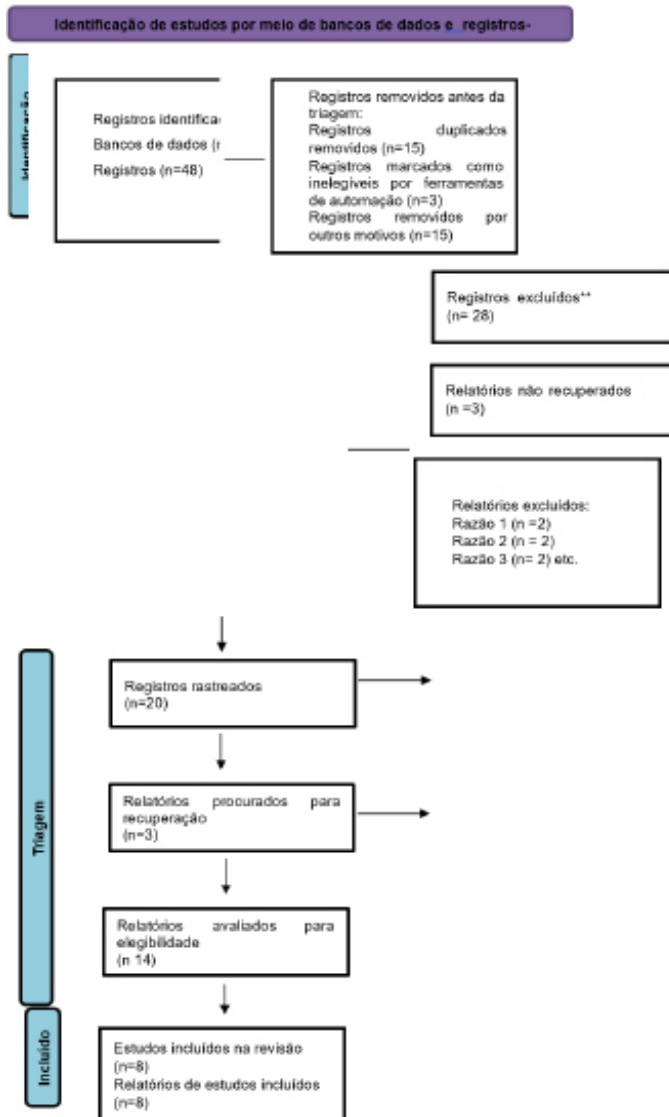 Identificação de estudos por meio de bancos de dados e registros-
Identificação
Registros
Bancos de dados
Registros (n=48)
Registros removidos antes da
triagem:
Registros duplicados
removidos (n=15)
Registros marcados como
inelegíveis por ferramentas
de automação (n=3)
Registros removidos por
outros motivos (n=15)
Registros excluídos**
(n= 28)
Relatórios não recuperados
(n =3)
Relatórios excluídos:
Razão 1 (n =2)
Razão 2 (n = 2)
Razão 3 (n= 2) etc.
Triagem
Registros rastreados
(n=20)
Relatórios procurados para
recuperação
(n=3)
Relatórios avaliados para
elegibilidade
(n 14)
Incluído
Estudos incluídos na revisão
(n=8)
Relatórios de estudos incluídos
(n=8)